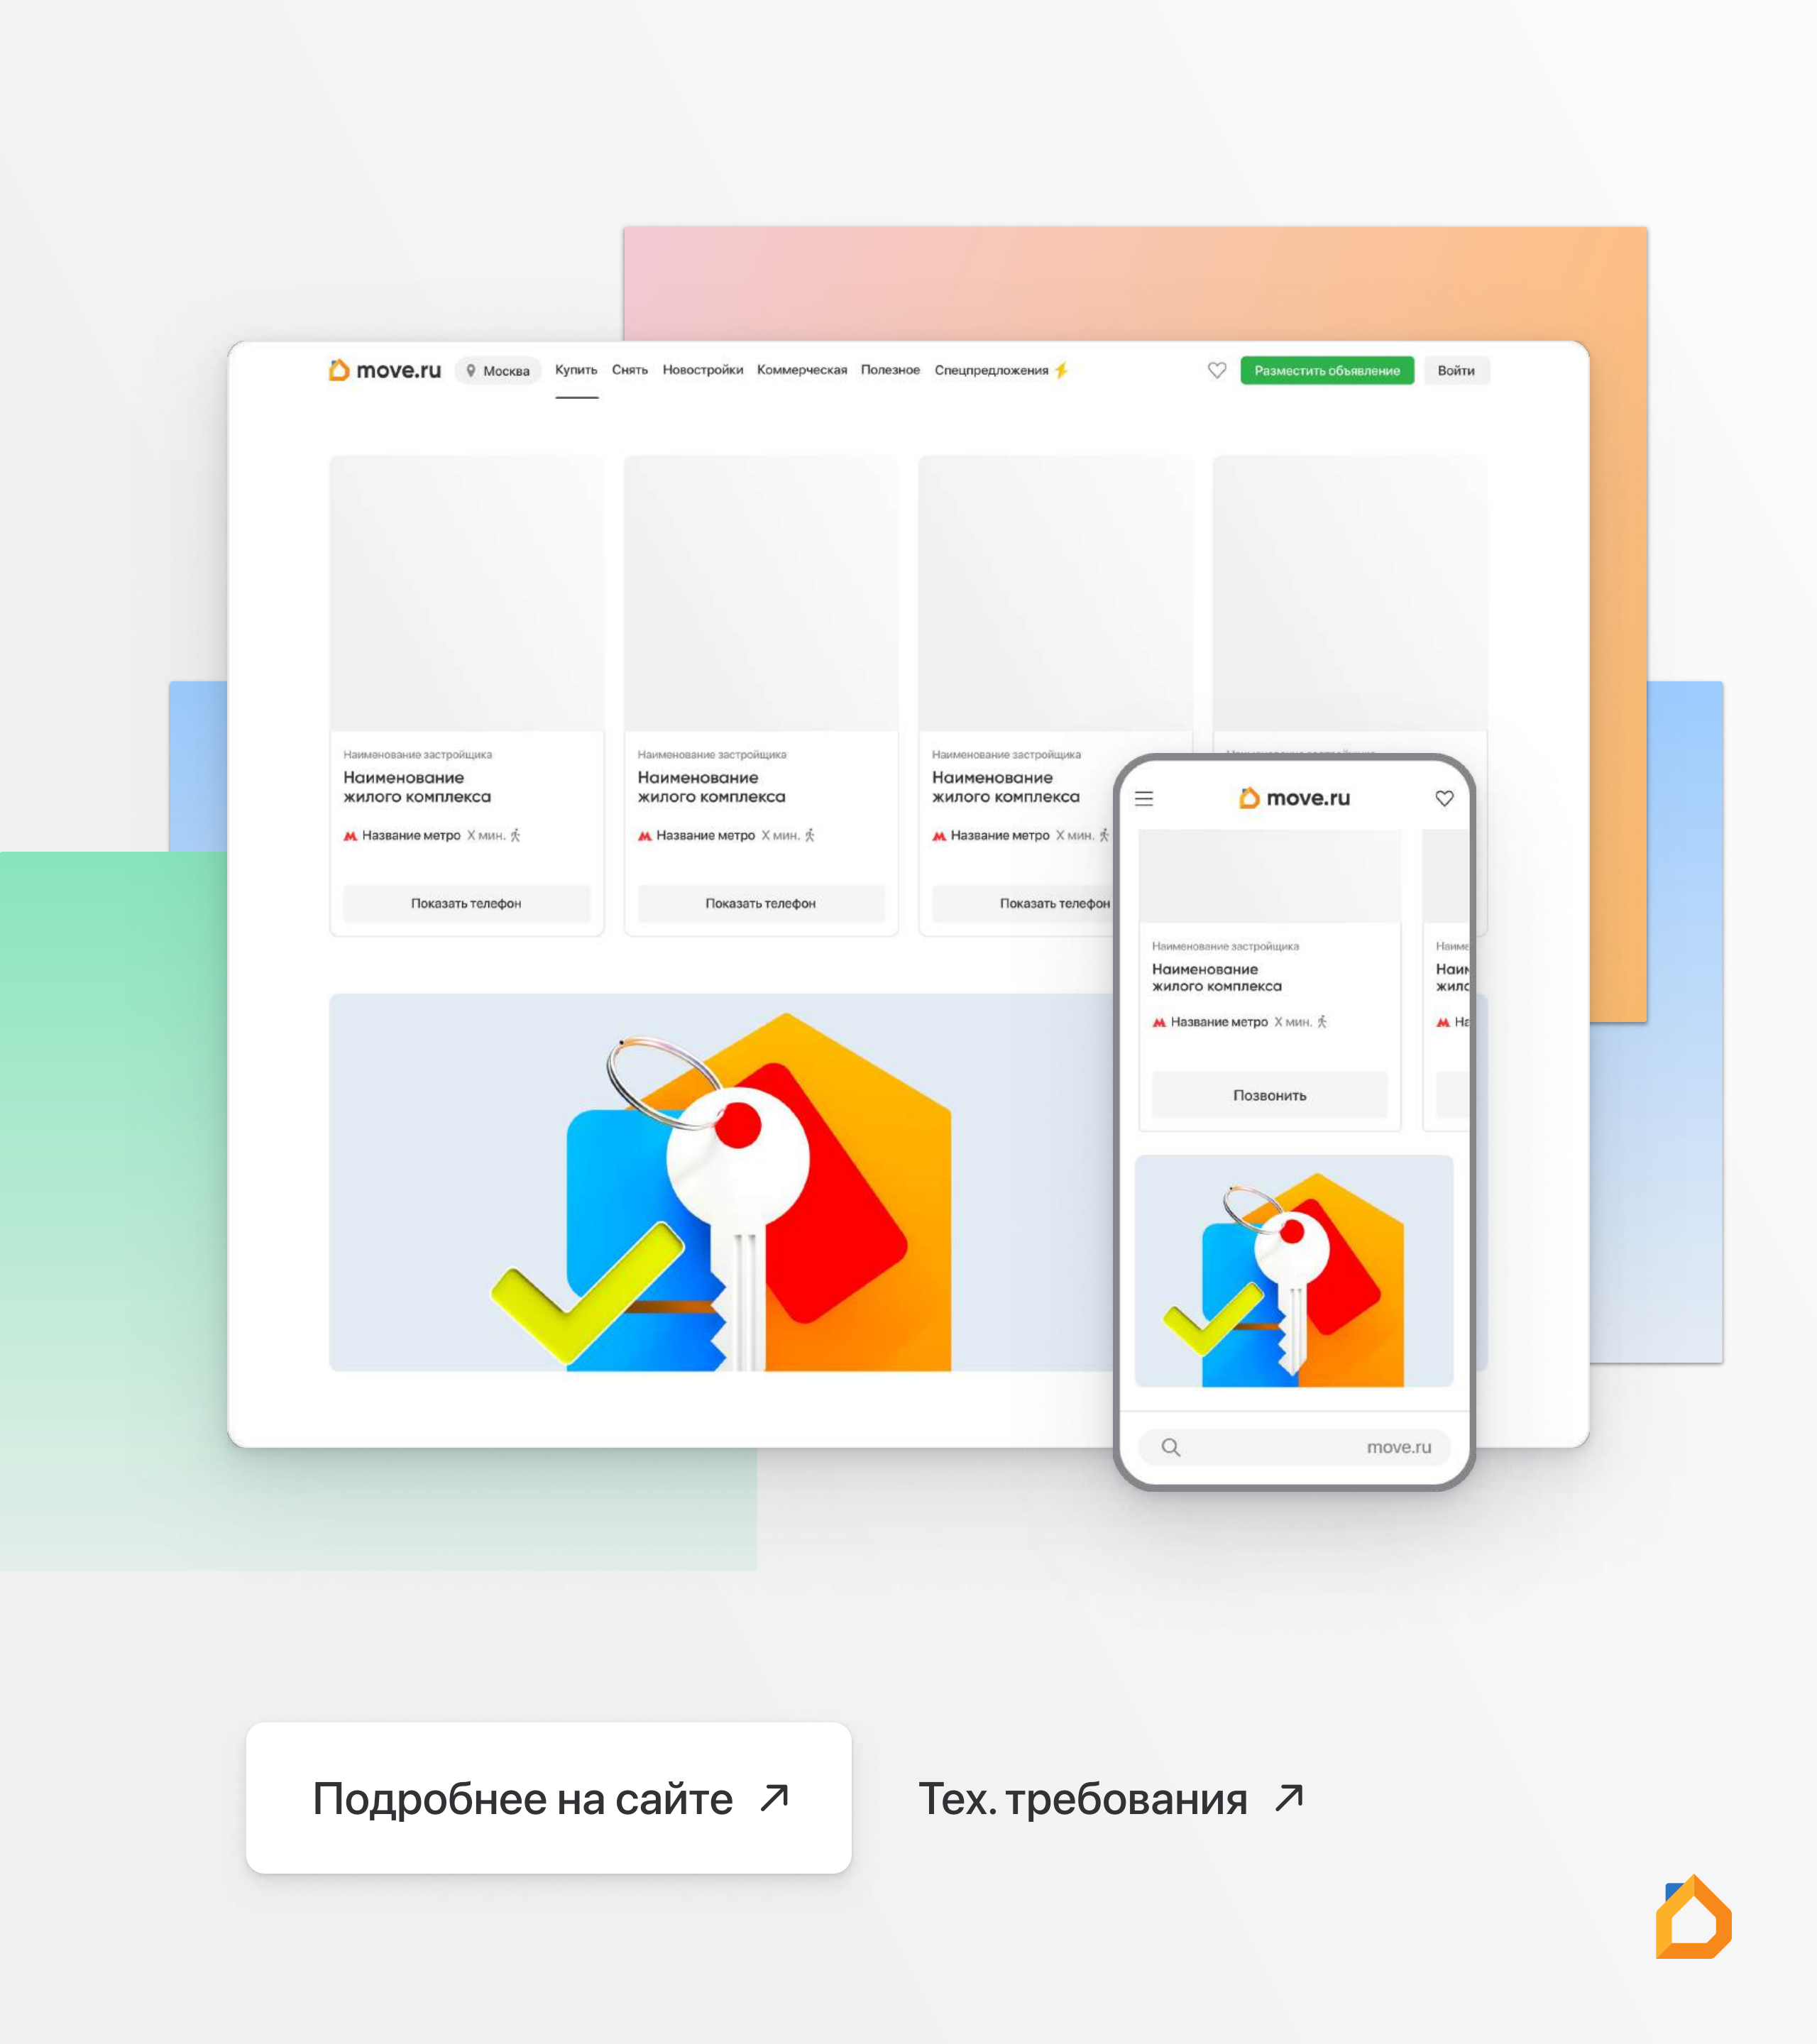 move.ru Москва Купить Снять Новостройки Коммерческая Полезное Спецпредложения Разместить объявление Войти
Наименование застройщика
Наименование
жилого комплекса
Название метро X мин.
Показать телефон
Наименование застройщика
Наименование
жилого комплекса
Название метро X мин.
Показать телефон
Наименование застройщика
Наименование
жилого комплекса
Название метро X мин.
Показать телефон
move.ru
Наименование застройщика
Наименование
жилого комплекса
Название метро X мин.
Позвонить
move.ru
Подробнее на сайте
Тех. требования